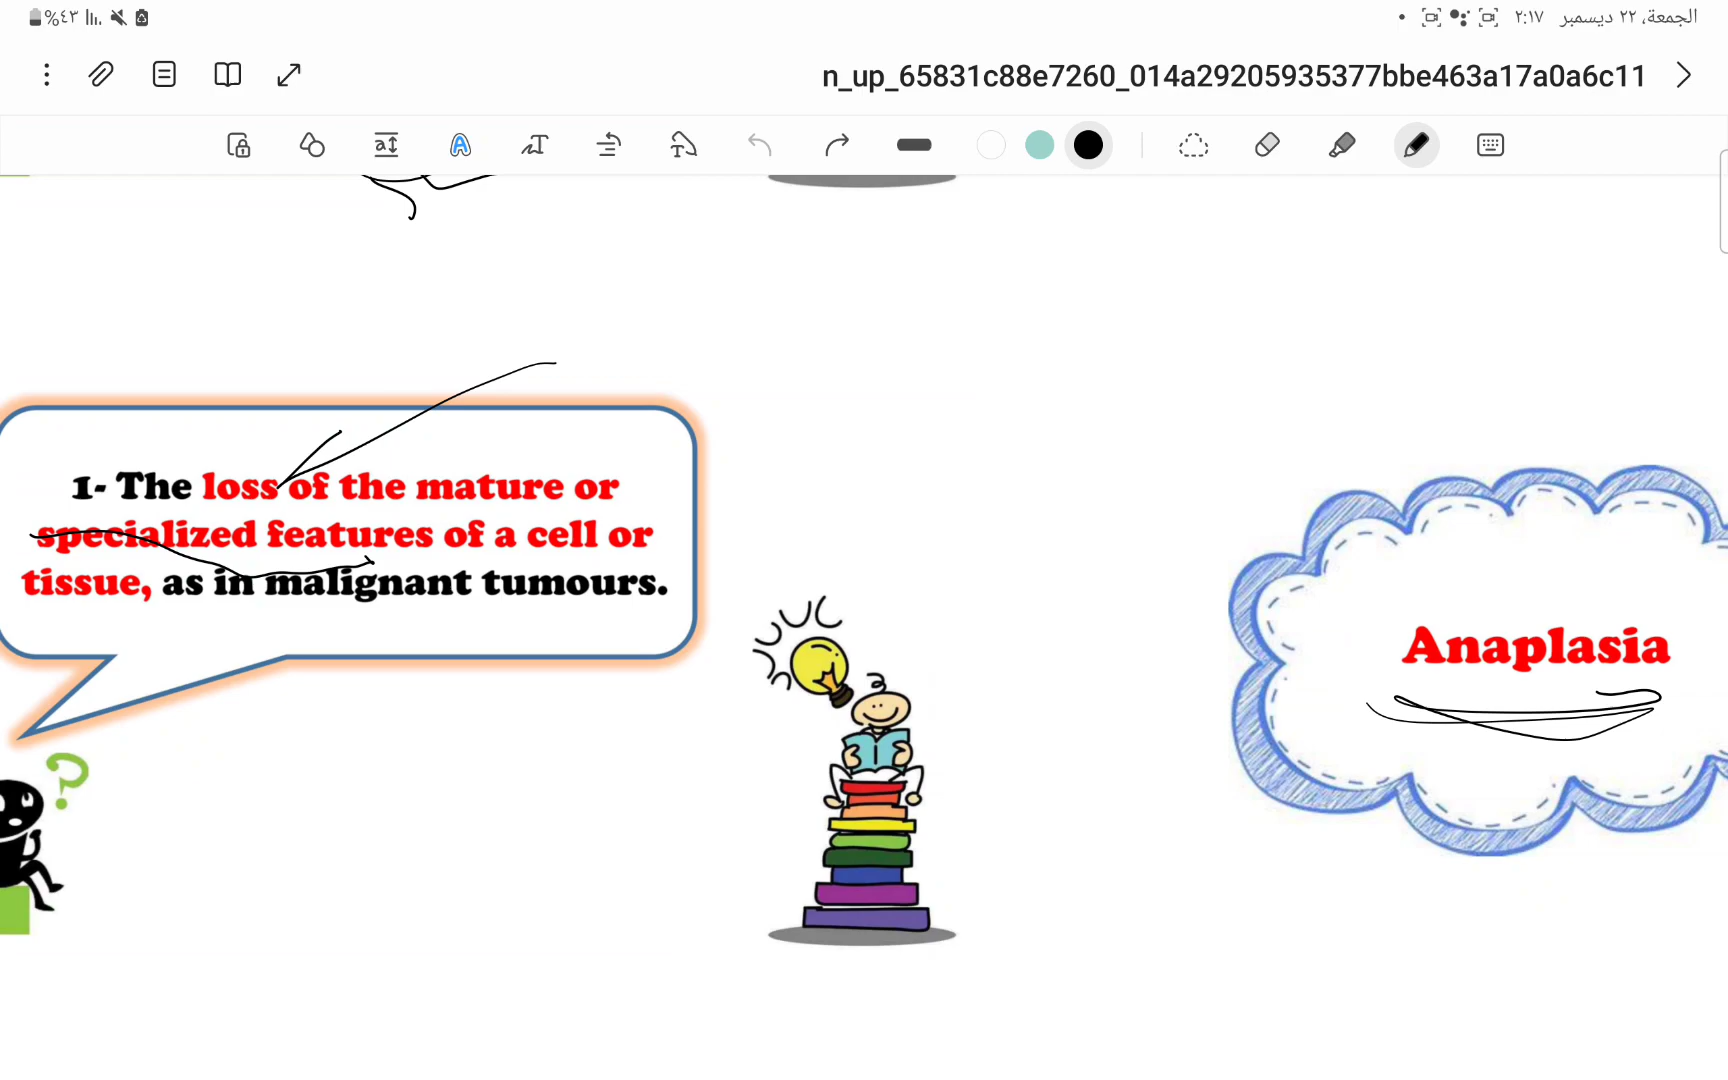 %٤٣
الجمعة، ٢٢ ديسمبر ٢:١٧
n_up_65831c88e7260_014a29205935377bbe463a17a0a6c11
1- The loss of the mature or
specialized features of a cell or
tissue, as in malignant tumours.
?
Anaplasia